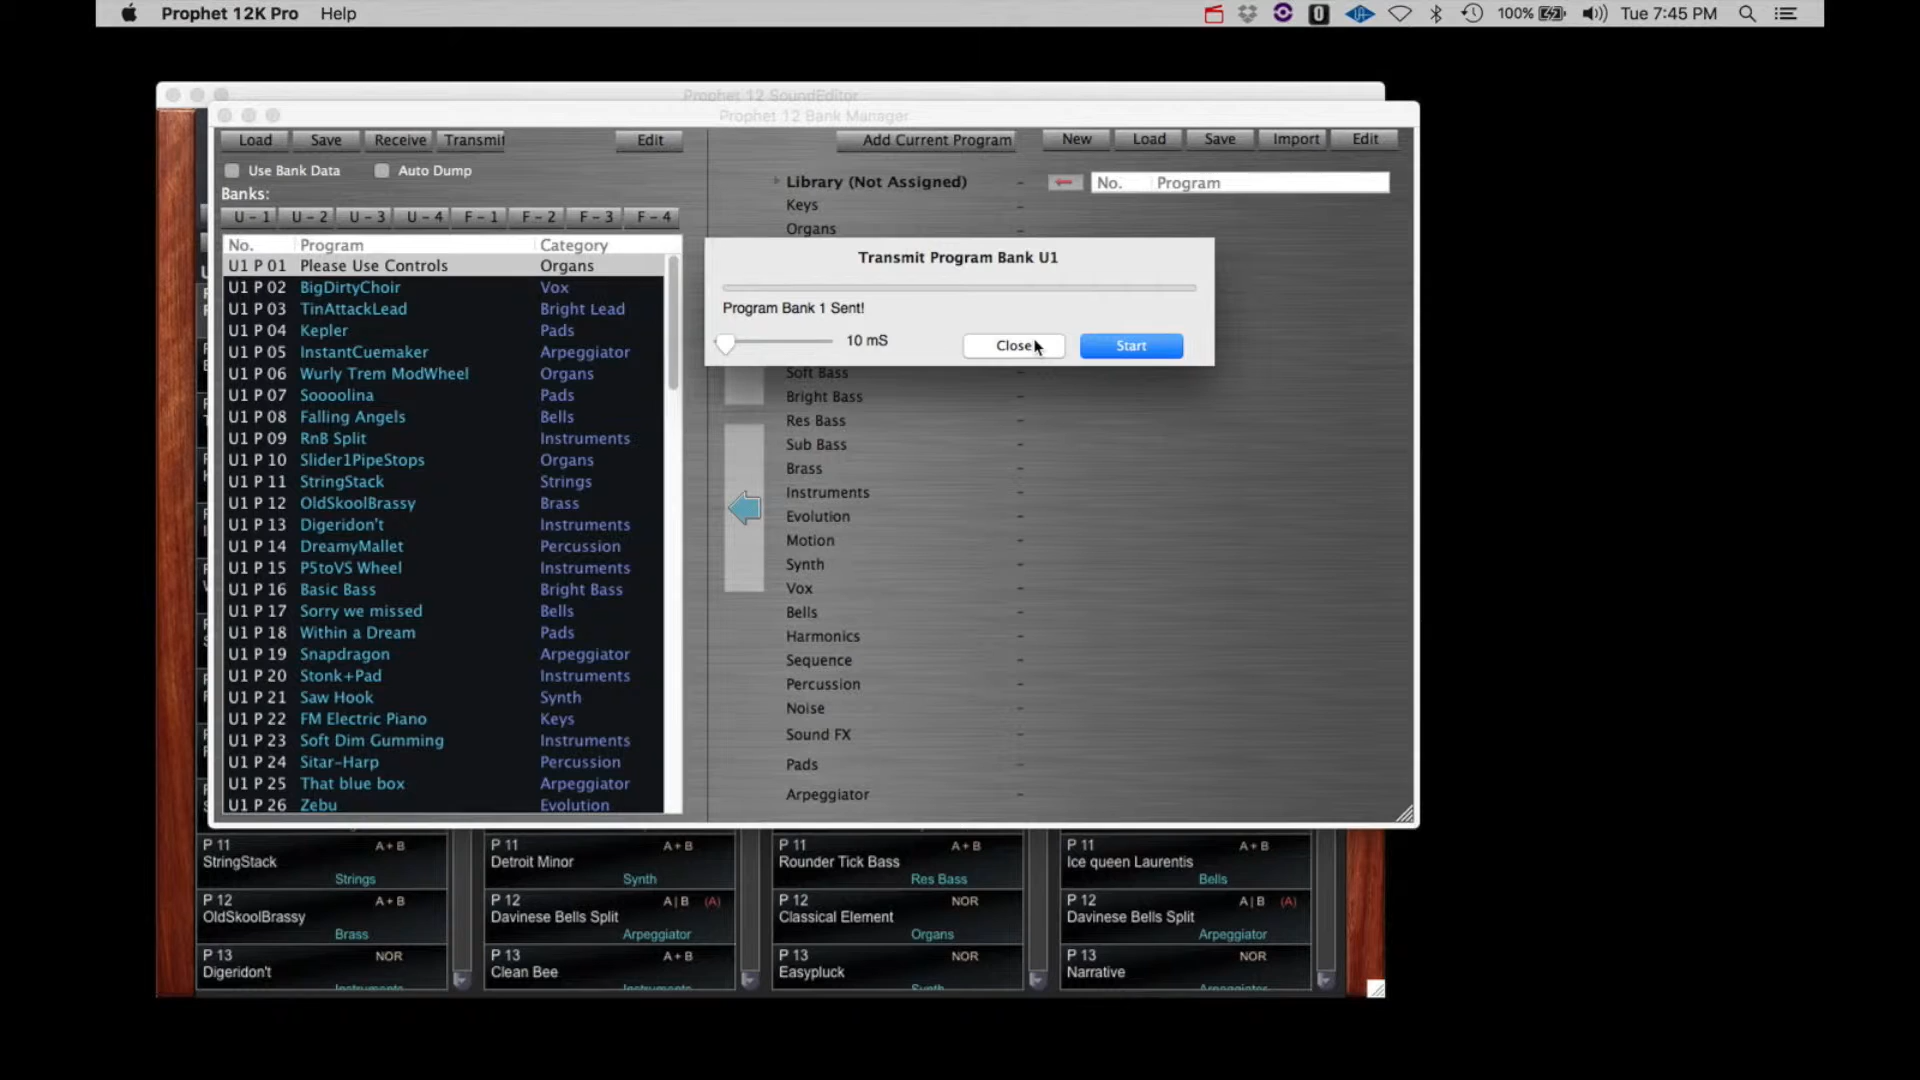 Prophet 12K Pro Help 100% Tue 7:45 PM
Prophet 12 SoundEditor
Prophet 12 Bank Manager
Load Save Receive Transmit Edit Add Current Program New Load Save Import Edit
Use Bank Data Auto Dump
Banks:
U - 1 U - 2 U - 3 U - 4 F - 1 F - 2 F - 3 F - 4
No. Program Category
U1 P 01 Please Use Controls Organs
U1 P 02 BigDirtyChoir Vox
U1 P 03 TinAttackLead Bright Lead
U1 P 04 Kepler Pads
U1 P 05 InstantCuemaker Arpeggiator
U1 P 06 Wurly Trem ModWheel Organs
U1 P 07 Soooolina Pads
U1 P 08 Falling Angels Bells
U1 P 09 RnB Split Instruments
U1 P 10 Slider1PipeStops Organs
U1 P 11 StringStack Strings
U1 P 12 OldSkoolBrassy Brass
U1 P 13 Digeridon't Instruments
U1 P 14 DreamyMallet Percussion
U1 P 15 P5toVS Wheel Instruments
U1 P 16 Basic Bass Bright Bass
U1 P 17 Sorry we missed Bells
U1 P 18 Within a Dream Pads
U1 P 19 Snapdragon Arpeggiator
U1 P 20 Stonk+Pad Instruments
U1 P 21 Saw Hook Synth
U1 P 22 FM Electric Piano Keys
U1 P 23 Soft Dim Gumming Instruments
U1 P 24 Sitar-Harp Percussion
U1 P 25 That blue box Arpeggiator
U1 P 26 Zebu Evolution
Library (Not Assigned) -
Keys -
Organs -
Transmit Program Bank U1
Program Bank 1 Sent!
10 mS Close Start
Soft Bass
Bright Bass -
Res Bass -
Sub Bass -
Brass -
Instruments -
Evolution -
Motion -
Synth -
Vox -
Bells -
Harmonics -
Sequence -
Percussion -
Noise -
Sound FX -
Pads -
Arpeggiator -
No. Program
P 11 A + B
StringStack
Strings
P 12 A + B
OldSkoolBrassy
Brass
P 13 NOR
Digeridon't
Instruments
P 11 A + B
Detroit Minor
Synth
P 12 A | B (A)
Davinese Bells Split
Arpeggiator
P 13 A + B
Clean Bee
Instruments
P 11 A + B
Rounder Tick Bass
Res Bass
P 12 NOR
Classical Element
Organs
P 13 NOR
Easypluck
Synth
P 11 A + B
Ice queen Laurentis
Bells
P 12 A | B (A)
Davinese Bells Split
Arpeggiator
P 13 NOR
Narrative
Arpeggiator